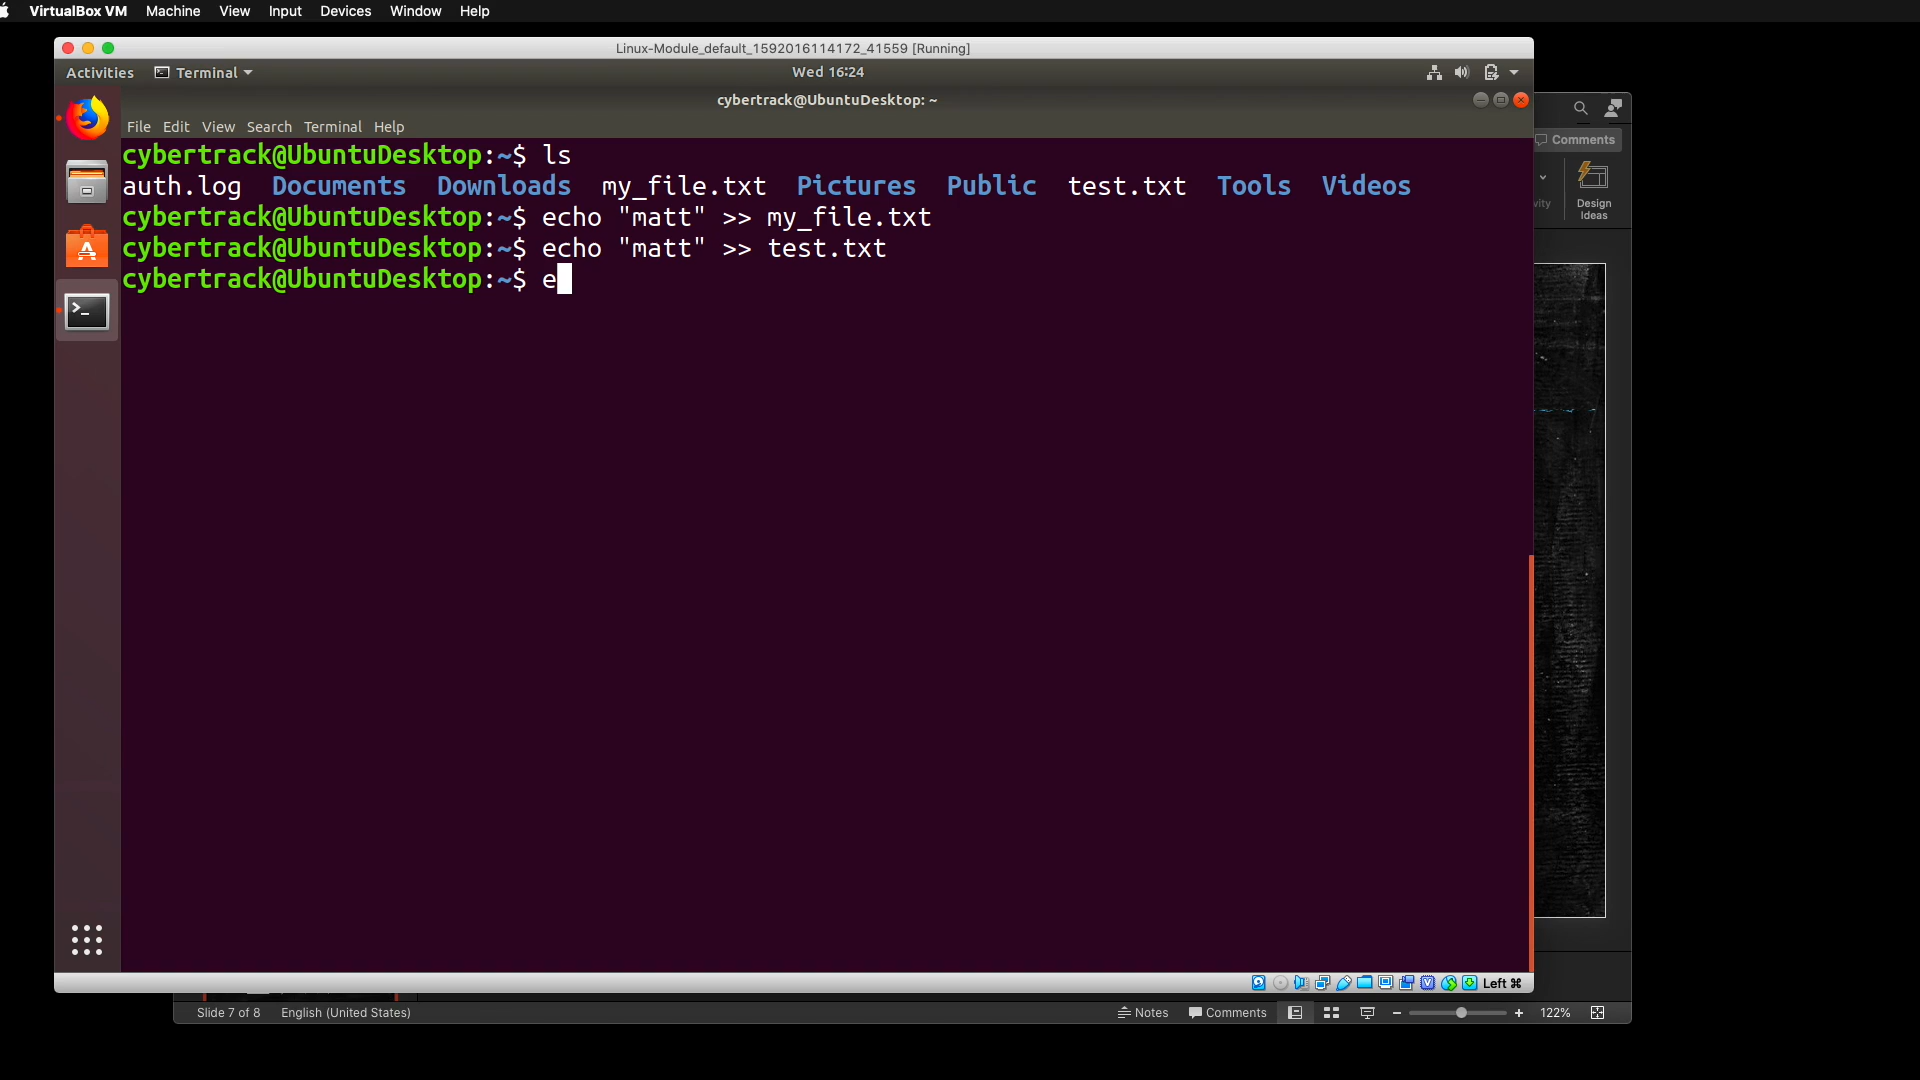 VirtualBox VM Machine View Input Devices Window Help
Linux-Module_default_1592016114172_41559 [Running]
Activities Terminal Wed 16:24
cybertrack@UbuntuDesktop: ~
File Edit View Search Terminal Help
Comments
cybertrack@UbuntuDesktop:~$ ls
auth.log Documents Downloads my_file.txt Pictures Public test.txt Tools Videos
Design
Ideas
cybertrack@UbuntuDesktop:~$ echo "matt" >> my_file.txt
cybertrack@UbuntuDesktop:~$ echo "matt" >> test.txt
cybertrack@UbuntuDesktop:~$ e
Left ⌘
Slide 7 of 8 English (United States) Notes Comments 122%